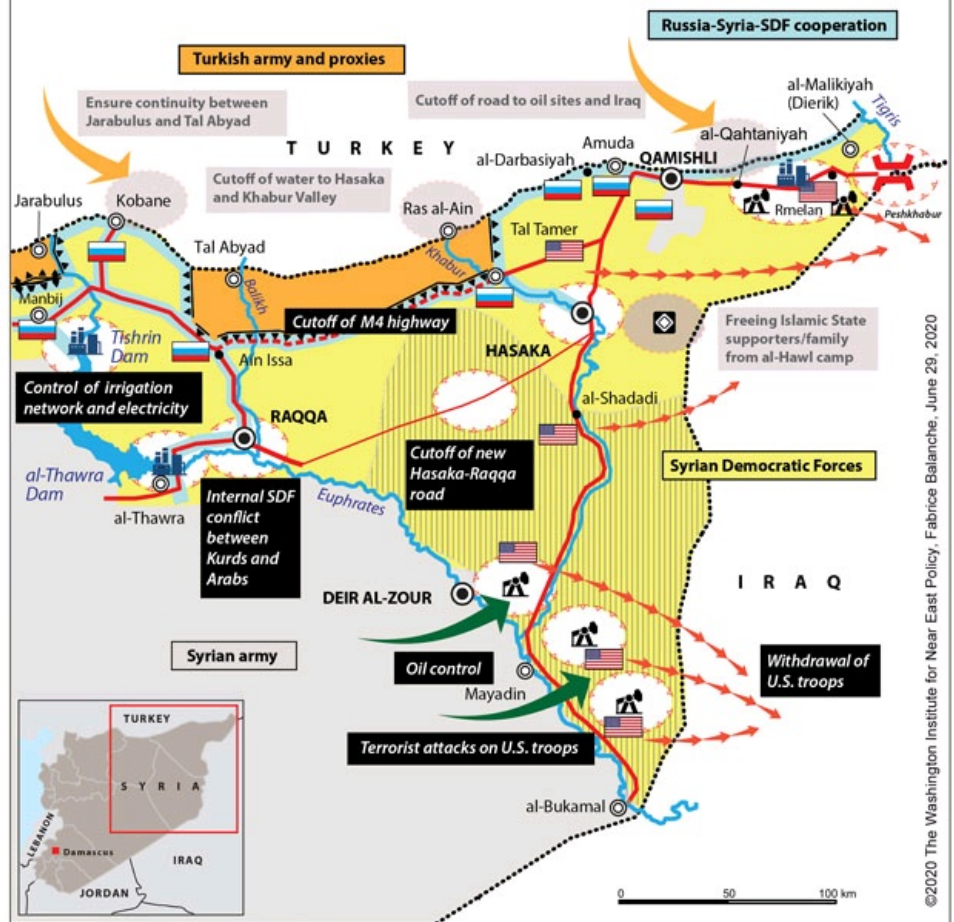 Russia-Syria-SDF cooperation
Turkish army and proxies
al-Malikiyah
(Dierik)
Tigris
Ensure continuity between
Jarabulus and Tal Abyad
Cutoff of road to oil sites and Iraq
al-Qahtaniyah
T U R K E Y
Amuda
al-Darbasiyah
QAMISHLI
Cutoff of water to Hasaka
and Khabur Valley
Jarabulus
Kobane
Ras al-Ain
Rmelan
Peshkhabur
Tal Abyad
Tal Tamer
Khabur
Balikh
Manbij
Cutoff of M4 highway
Tishrin
Dam
Ain Issa
HASAKA
Freeing Islamic State
supporters/family
from al-Hawl camp
Control of irrigation
network and electricity
al-Shadadi
RAQQA
Cutoff of new
Hasaka-Raqqa
road
Syrian Democratic Forces
al-Thawra
Dam
Euphrates
al-Thawra
Internal SDF
conflict
between
Kurds and
Arabs
I R A Q
DEIR AL-ZOUR
Syrian army
Oil control
Mayadin
Withdrawal of
U.S. troops
Terrorist attacks on U.S. troops
al-Bukamal
TURKEY
S Y R I A
LEBANON
Damascus
IRAQ
JORDAN
0 50 100 km
©2020 The Washington Institute for Near East Policy, Fabrice Balanche, June 29, 2020